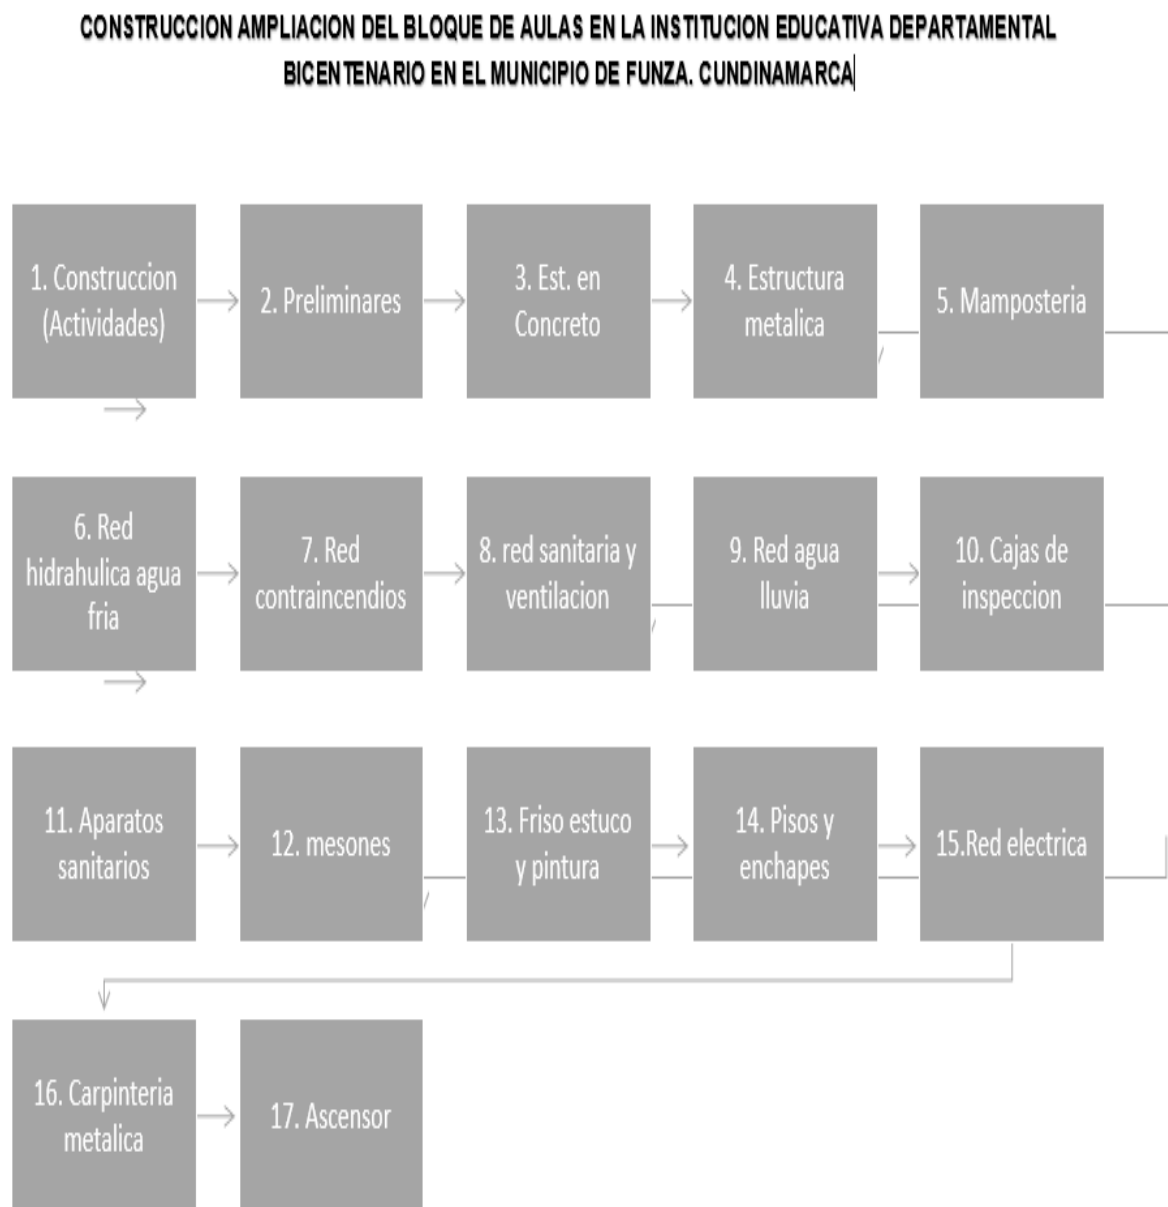 CONSTRUCCION AMPLIACION DEL BLOQUE DE AULAS EN LA INSTITUCION EDUCATIVA DEPARTAMENTAL
BICENTENARIO EN EL MUNICIPIO DE FUNZA. CUNDINAMARCA
1. Construccion
(Actividades)
2. Preliminares
3. Est. en
Concreto
4. Estructura
metalica
5. Mamposteria
6. Red
hidrahulica agua
fria
7. Red
contraincendios
8. red sanitaria y
ventilacion
9. Red agua
lluvia
10. Cajas de
inspeccion
11. Aparatos
sanitarios
12. mesones
13. Friso estuco
y pintura
14. Pisos y
enchapes
15.Red electrica
16. Carpinteria
metalica
17. Ascensor